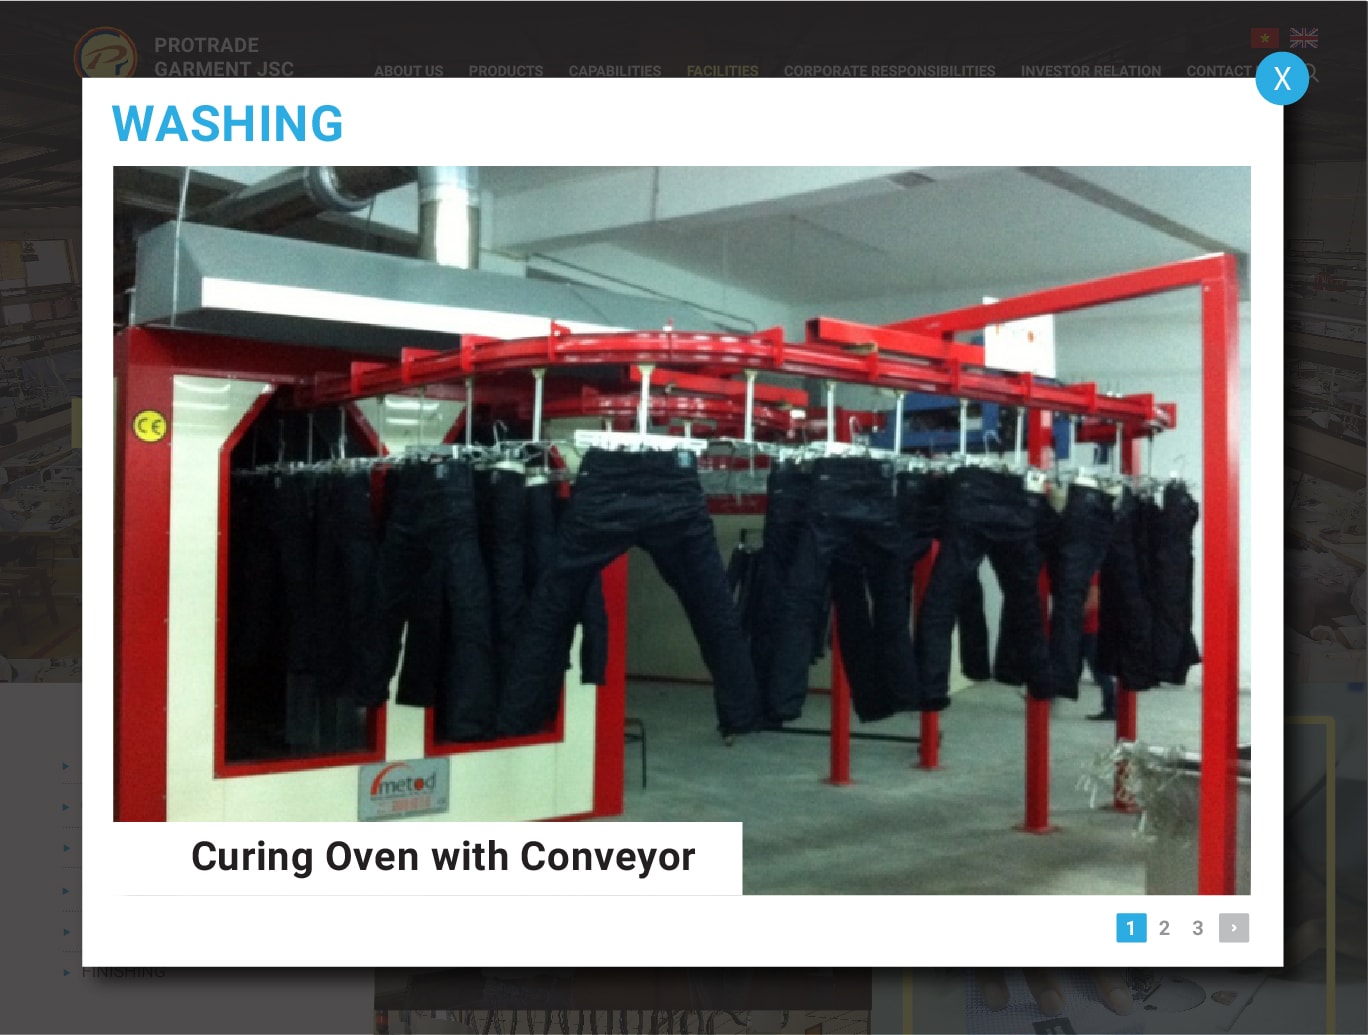 PROTRADE
GARMENT JSC
ABOUT US PRODUCTS CAPABILITIES FACILITIES CORPORATE RESPONSIBILITIES INVESTOR RELATION CONTACT
X
WASHING
CE
metod
Curing Oven with Conveyor
1 2 3 ›
FINISHING